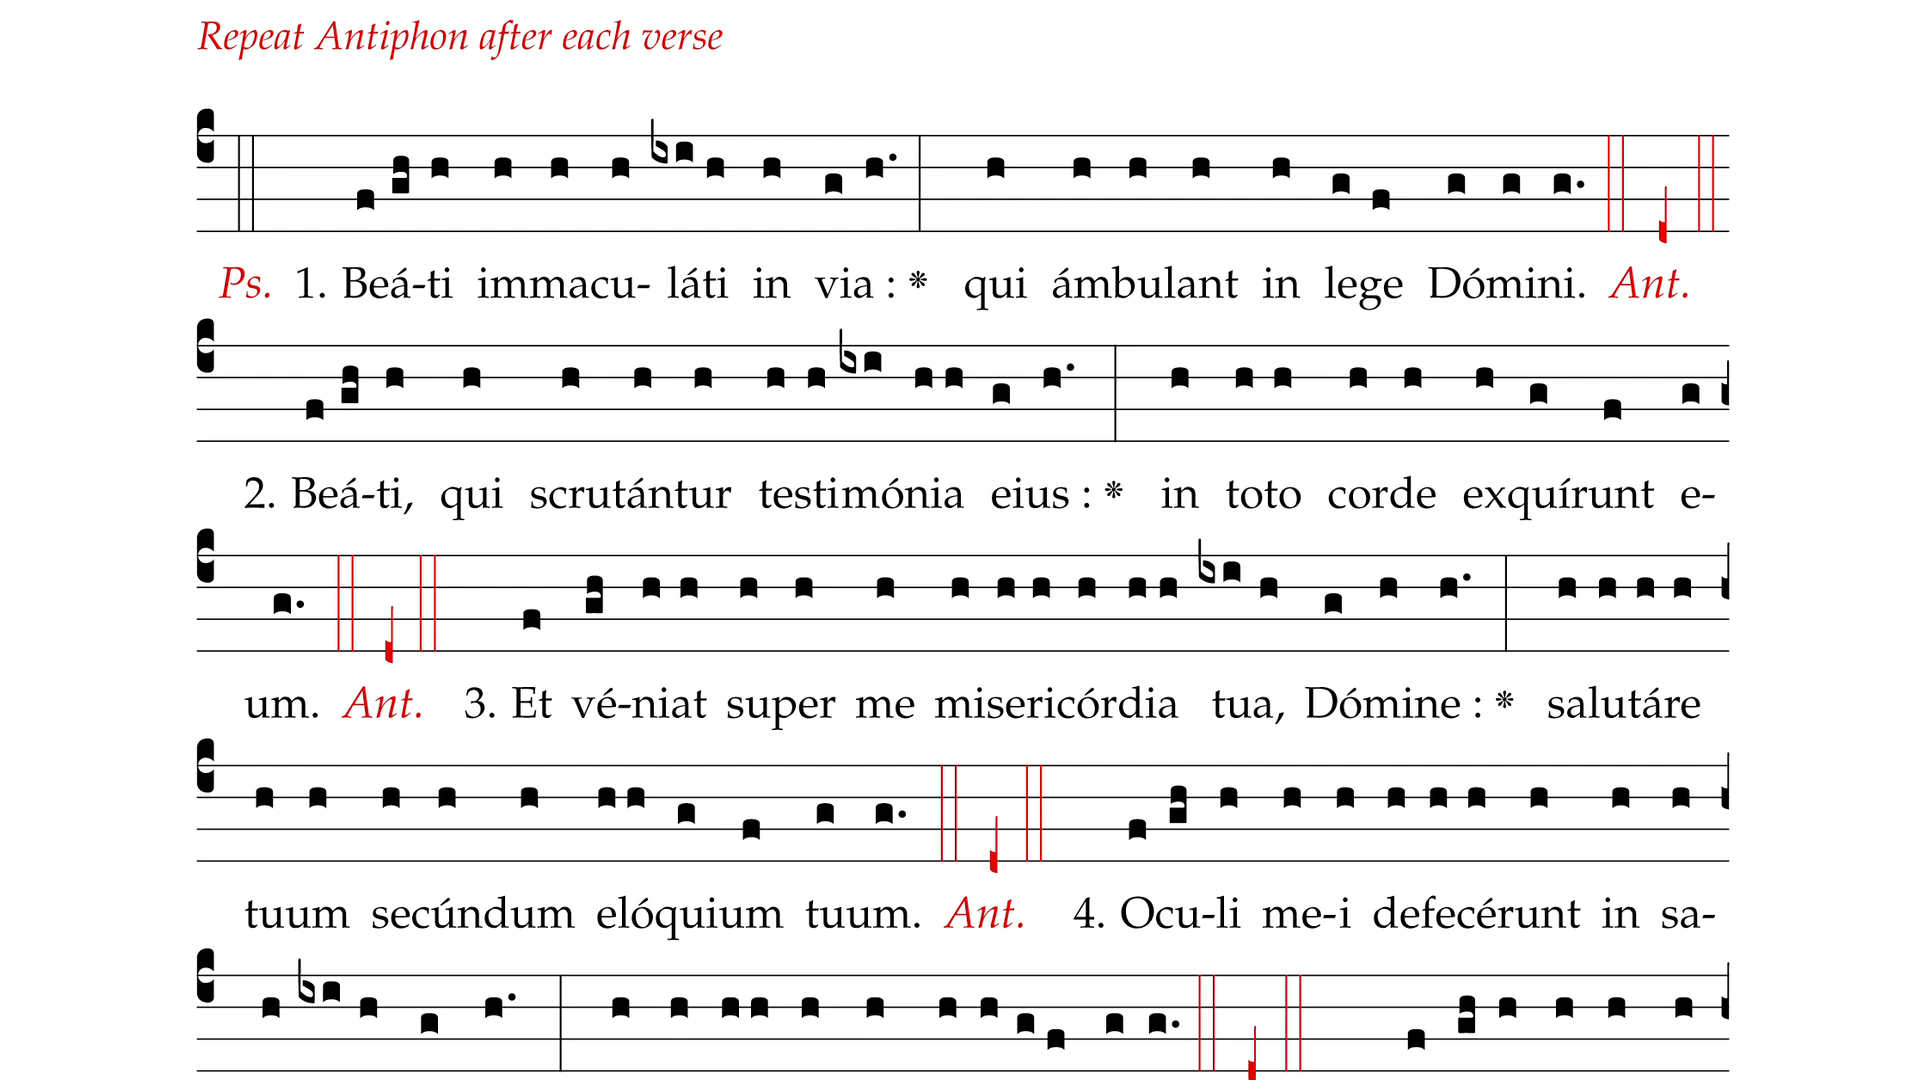 Repeat Antiphon after each verse
Ps. 1. Beá-ti immacu- láti in via : * qui ámbulant in lege Dómini. Ant.
2. Beá-ti, qui scrutántur testimónia eius : * in toto corde exquírunt e-
um. Ant. 3. Et vé-niat super me misericórdia tua, Dómine : * salutáre
tuum secúndum elóquium tuum. Ant. 4. Ocu-li me-i defecérunt in sa-